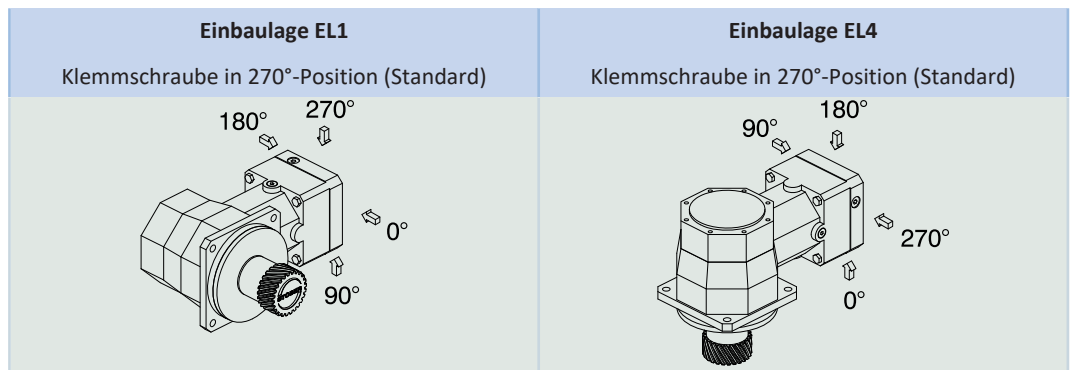 Einbaulage EL1
Klemmschraube in 270°-Position (Standard)
180°
270°
0°
90°
Einbaulage EL4
Klemmschraube in 270°-Position (Standard)
90°
180°
270°
0°